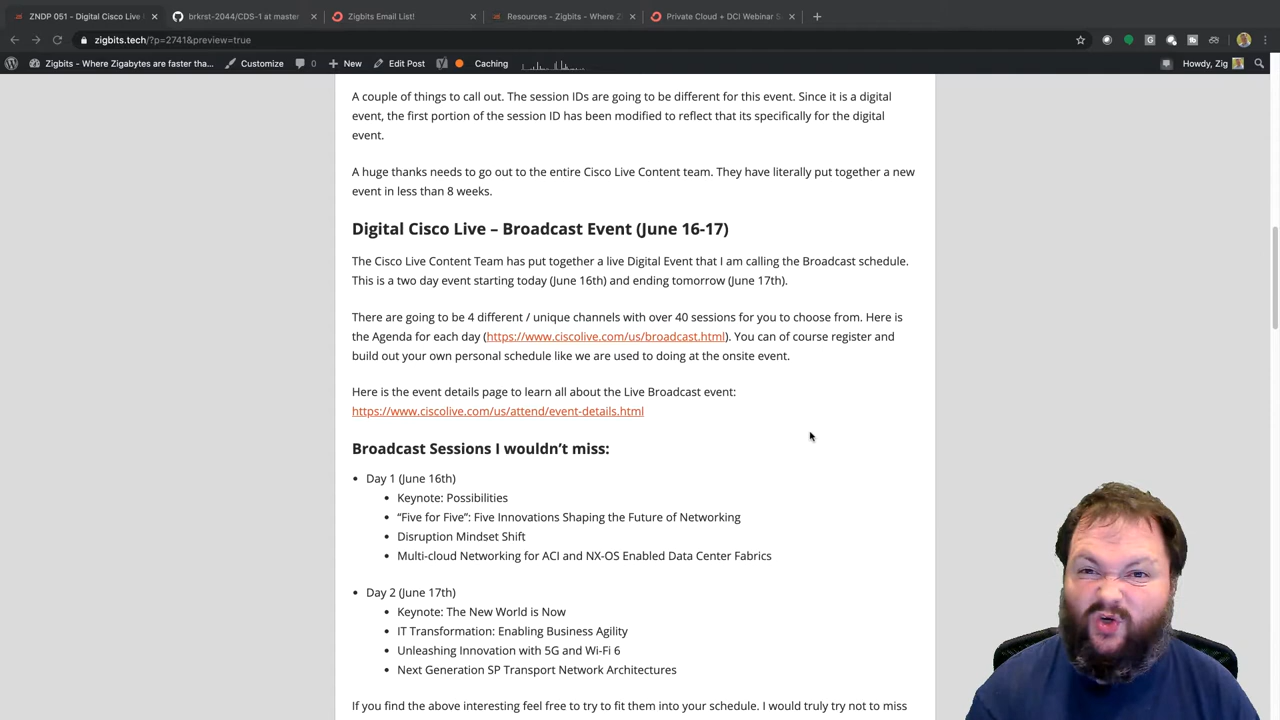 ZNDP 051 - Digital Cisco Live
brkrst-2044/CDS-1 at master
Zigbits Email List!
Resources - Zigbits - Where Z
Private Cloud + DCI Webinar S
zigbits.tech/?p=2741&preview=true
Zigbits - Where Zigabytes are faster tha...
Customize
0
New
Edit Post
Caching
Howdy, Zig
A couple of things to call out. The session IDs are going to be different for this event. Since it is a digital
event, the first portion of the session ID has been modified to reflect that its specifically for the digital
event.
A huge thanks needs to go out to the entire Cisco Live Content team. They have literally put together a new
event in less than 8 weeks.
Digital Cisco Live – Broadcast Event (June 16-17)
The Cisco Live Content Team has put together a live Digital Event that I am calling the Broadcast schedule.
This is a two day event starting today (June 16th) and ending tomorrow (June 17th).
There are going to be 4 different / unique channels with over 40 sessions for you to choose from. Here is
the Agenda for each day (https://www.ciscolive.com/us/broadcast.html). You can of course register and
build out your own personal schedule like we are used to doing at the onsite event.
Here is the event details page to learn all about the Live Broadcast event:
https://www.ciscolive.com/us/attend/event-details.html
Broadcast Sessions I wouldn’t miss:
Day 1 (June 16th)
Keynote: Possibilities
“Five for Five”: Five Innovations Shaping the Future of Networking
Disruption Mindset Shift
Multi-cloud Networking for ACI and NX-OS Enabled Data Center Fabrics
Day 2 (June 17th)
Keynote: The New World is Now
IT Transformation: Enabling Business Agility
Unleashing Innovation with 5G and Wi-Fi 6
Next Generation SP Transport Network Architectures
If you find the above interesting feel free to try to fit them into your schedule. I would truly try not to miss